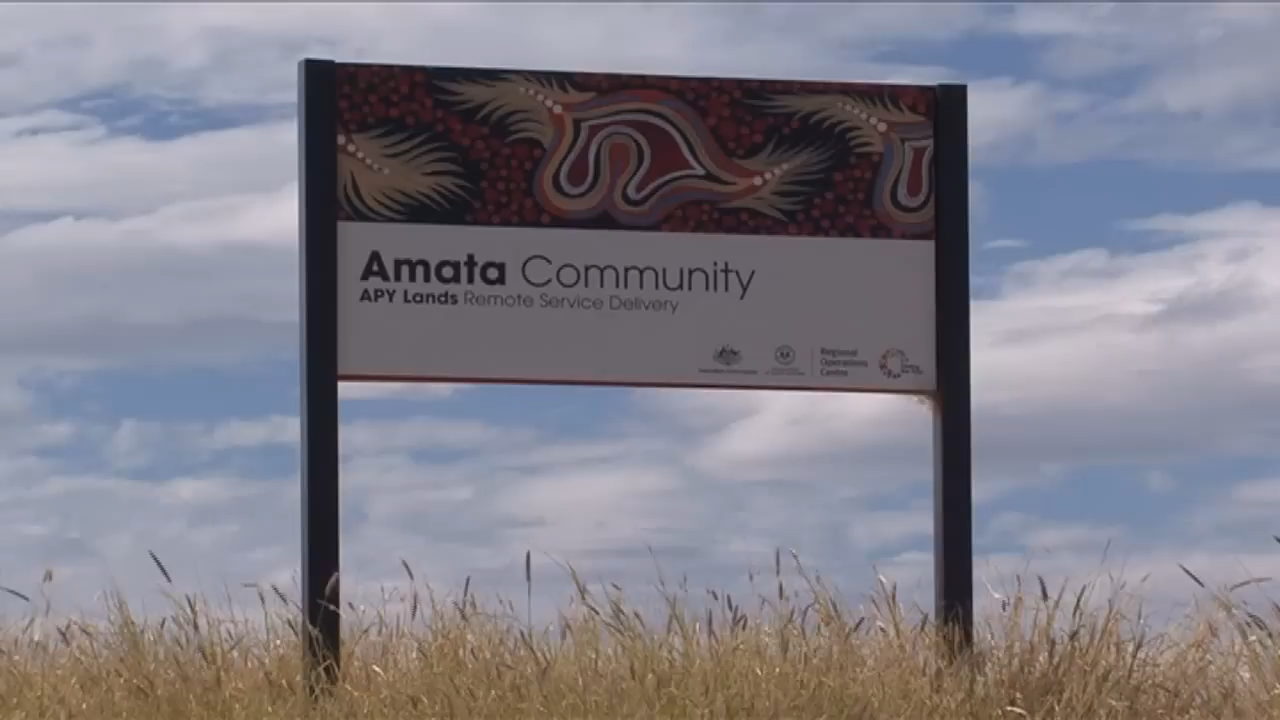 Amata Community
APY Lands Remote Service Delivery
Regional
Operations
Centre